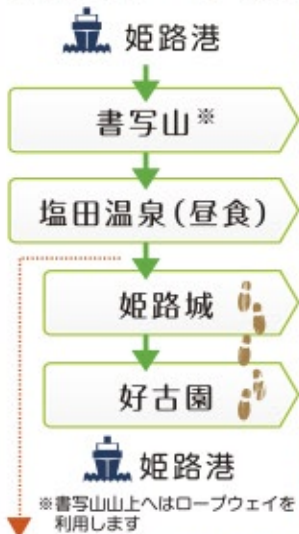 姫路港
書写山※
塩田温泉(昼食)
姫路城
好古園
姫路港
※書写山山上へはロープウェイを
利用します